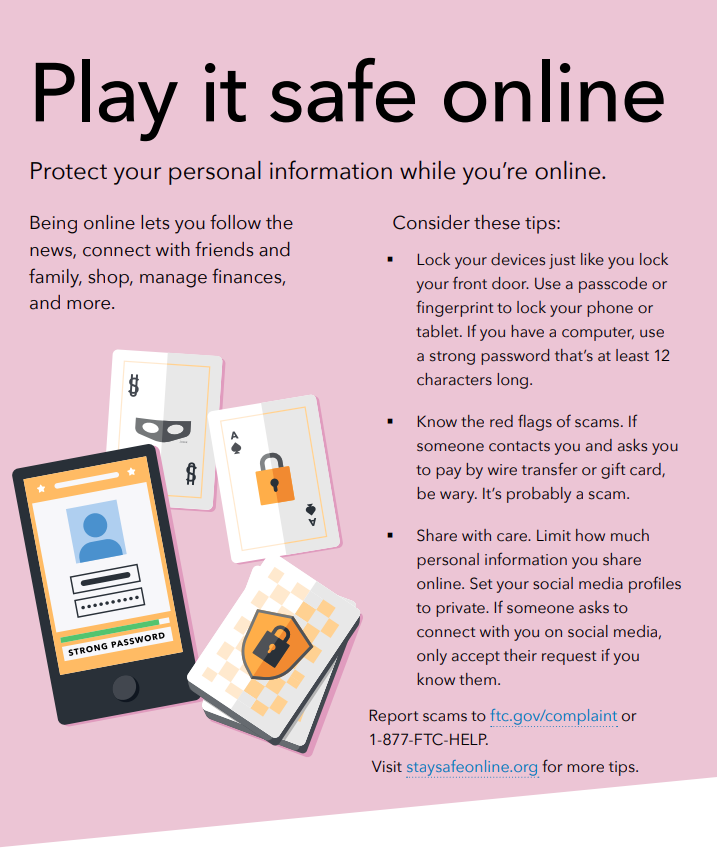 Play it safe online
Protect your personal information while you're online.
Being online lets you follow the
news, connect with friends and
family, shop, manage finances,
and more.
Consider these tips:
▪ Lock your devices just like you lock
your front door. Use a passcode or
fingerprint to lock your phone or
tablet. If you have a computer, use
a strong password that's at least 12
characters long.
▪ Know the red flags of scams. If
someone contacts you and asks you
to pay by wire transfer or gift card,
be wary. It's probably a scam.
▪ Share with care. Limit how much
personal information you share
online. Set your social media profiles
to private. If someone asks to
connect with you on social media,
only accept their request if you
know them.
Report scams to ftc.gov/complaint or
1-877-FTC-HELP.
Visit staysafeonline.org for more tips.
$
$
A
A
STRONG PASSWORD